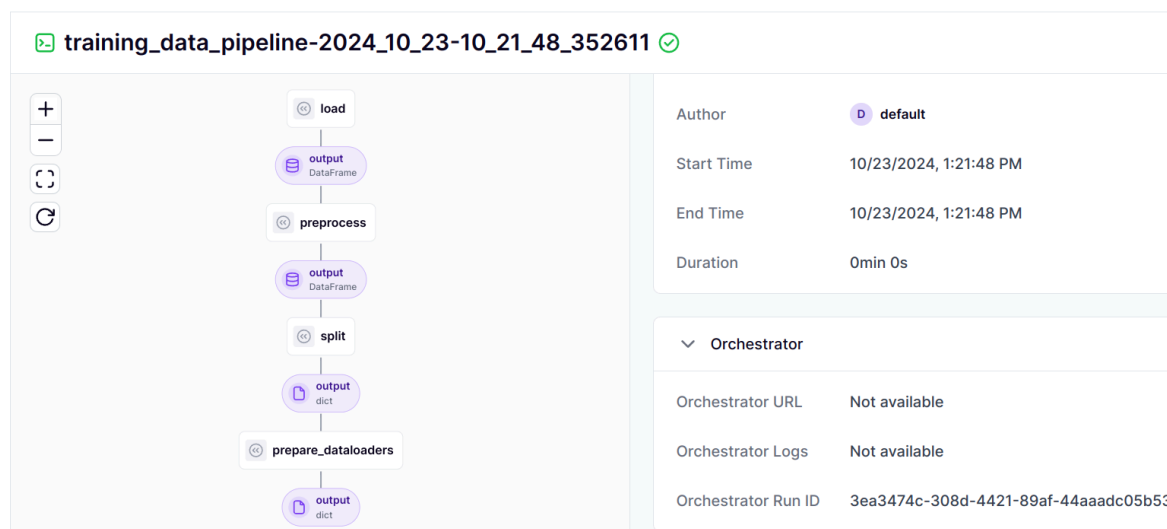 training_data_pipeline-2024_10_23-10_21_48_352611
load
output
DataFrame
preprocess
output
DataFrame
split
output
dict
prepare_dataloaders
output
dict
Author D default
Start Time 10/23/2024, 1:21:48 PM
End Time 10/23/2024, 1:21:48 PM
Duration 0min 0s
Orchestrator
Orchestrator URL Not available
Orchestrator Logs Not available
Orchestrator Run ID 3ea3474c-308d-4421-89af-44aaadc05b53